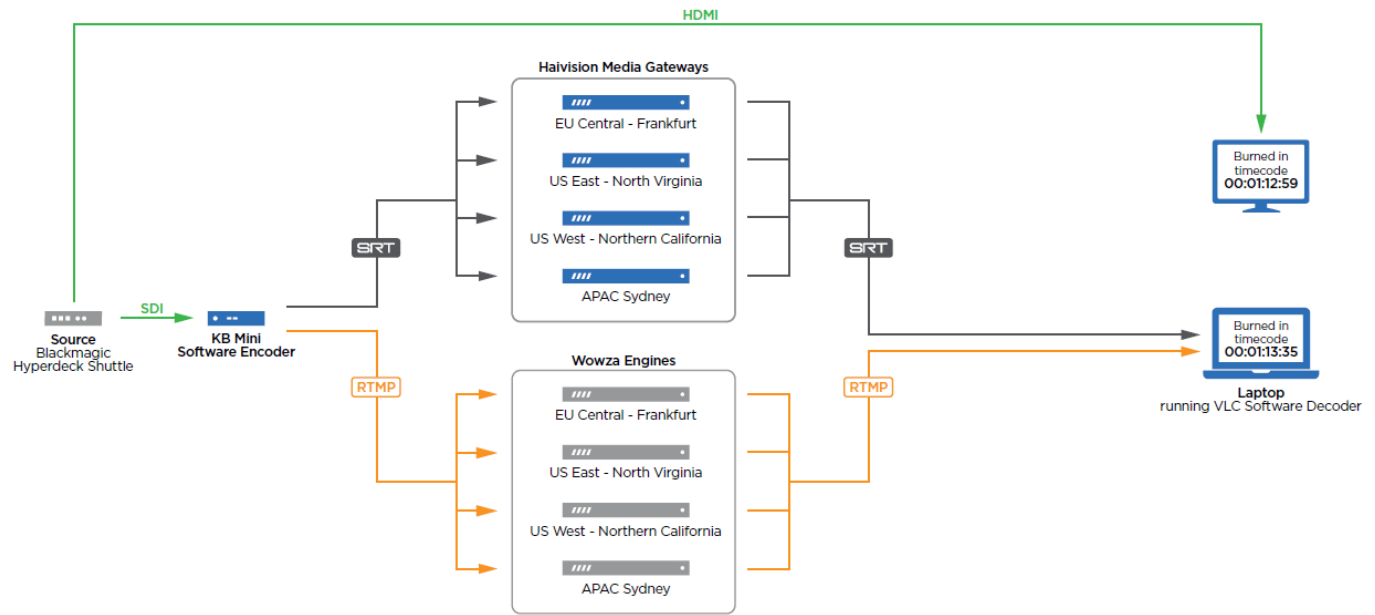 HDMI
Haivision Media Gateways
EU Central - Frankfurt
US East - North Virginia
US West - Northern California
APAC Sydney
SRT
SRT
Burned in
timecode
00:01:12:59
SDI
Source
Blackmagic
Hyperdeck Shuttle
KB Mini
Software Encoder
Burned in
timecode
00:01:13:35
Laptop
running VLC Software Decoder
Wowza Engines
RTMP
RTMP
EU Central - Frankfurt
US East - North Virginia
US West - Northern California
APAC Sydney